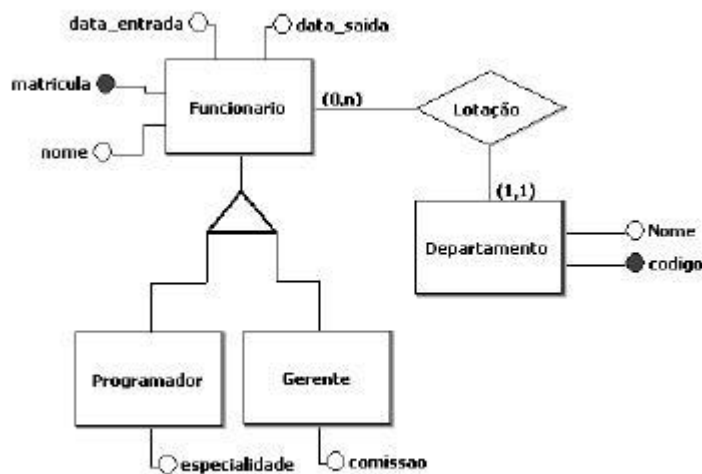 data_entrada
data_saida
matricula
Funcionario
(0,n)
Lotação
nome
(1,1)
Departamento
Nome
codigo
Programador
Gerente
especialidade
comissao